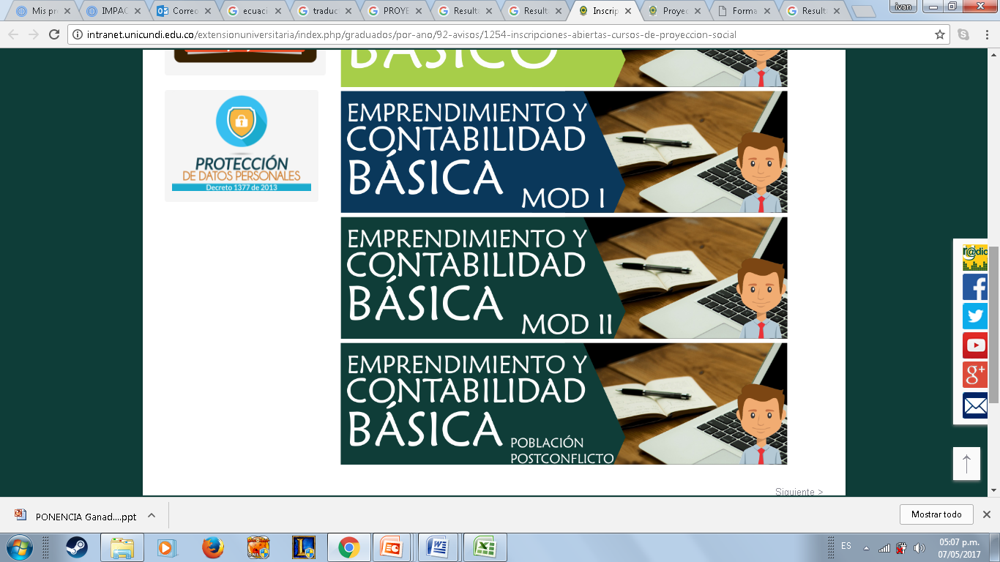 Mis pr
IMPAC
Correo
ecuaci
traduc
PROYE
Result
Result
Inscrip
Proyec
Forma
Result
Ivan
intranet.unicundi.edu.co/extensionuniversitaria/index.php/graduados/por-ano/92-avisos/1254-inscripciones-abiertas-cursos-de-proyeccion-social
BÁSICO
PROTECCIÓN
DE DATOS PERSONALES
Decreto 1377 de 2013
EMPRENDIMIENTO Y
CONTABILIDAD
BÁSICA
MOD I
EMPRENDIMIENTO Y
CONTABILIDAD
BÁSICA
MOD II
EMPRENDIMIENTO Y
CONTABILIDAD
BÁSICA
POBLACIÓN
POSTCONFLICTO
r@dio
g+
Siguiente >
PONENCIA Ganad....ppt
Mostrar todo
ES
05:07 p.m.
07/05/2017